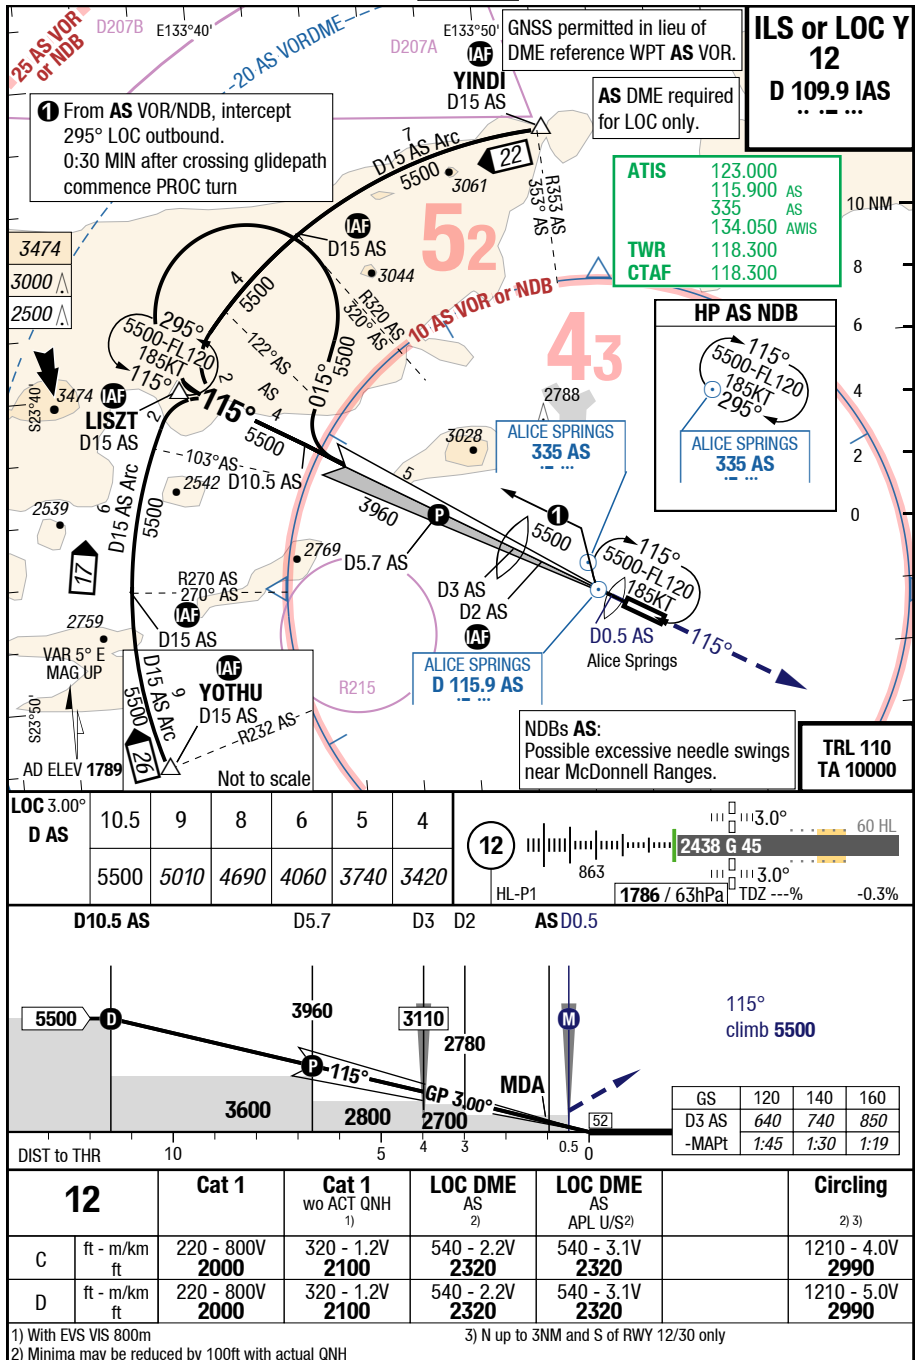 25 AS VOR
or NDB
D207B
E133°40'
E133°50'
D207A
20 AS VORDME
IAF
YINDI
D15 AS
GNSS permitted in lieu of
DME reference WPT AS VOR.
ILS or LOC Y
12
D 109.9 IAS
AS DME required
for LOC only.
1 From AS VOR/NDB, intercept
295° LOC outbound.
0:30 MIN after crossing glidepath
commence PROC turn
7
D15 AS Arc
5500
22
3061
R353 AS
353° AS
ATIS 123.000
115.900 AS
335 AS
134.050 AWIS
TWR 118.300
CTAF 118.300
10 NM
8
6
4
2
0
3474
3000
2500
IAF
D15 AS
52
3044
4
5500
R320 AS
320° AS
10 AS VOR or NDB
43
HP AS NDB
115°
5500-FL120
185KT
295°
ALICE SPRINGS
335 AS
295°
5500-FL120
185KT
115°
122°AS
015°
5500
2
S23°40'
3474
IAF
LISZT
D15 AS
2
115°
AS
4
5500
2788
ALICE SPRINGS
335 AS
3028
103°AS
D10.5 AS
2542
6
D15 AS Arc
5500
2539
5
3960
P
D5.7 AS
1
5500
2769
17
R270 AS
270° AS
D3 AS
D2 AS
115°
5500-FL120
185KT
IAF
D15 AS
IAF
D0.5 AS
Alice Springs
115°
2759
VAR 5° E
MAG UP
ALICE SPRINGS
D 115.9 AS
IAF
YOTHU
D15 AS
R215
9
D15 AS Arc
5500
S23°50'
R232 AS
26
AD ELEV 1789
Not to scale
NDBs AS:
Possible excessive needle swings
near McDonnell Ranges.
TRL 110
TA 10000
LOC 3.00°
D AS
10.5 9 8 6 5 4
5500 5010 4690 4060 3740 3420
12
3.0°
60 HL
2438 G 45
863
3.0°
HL-P1
1786 / 63hPa
TDZ ---%
-0.3%
D10.5 AS D5.7 D3 D2 AS D0.5
5500
D
3960
3110
2780
M
115°
climb 5500
P
115°
GP 3.00°
MDA
3600
2800
2700
52
GS 120 140 160
D3 AS 640 740 850
-MAPt 1:45 1:30 1:19
DIST to THR 10 5 4 3 0.5 0
12
Cat 1
Cat 1
wo ACT QNH
1)
LOC DME
AS
2)
LOC DME
AS
APL U/S2)
Circling
2) 3)
C ft - m/km 220 - 800V 320 - 1.2V 540 - 2.2V 540 - 3.1V 1210 - 4.0V
ft 2000 2100 2320 2320 2990
D ft - m/km 220 - 800V 320 - 1.2V 540 - 2.2V 540 - 3.1V 1210 - 5.0V
ft 2000 2100 2320 2320 2990
1) With EVS VIS 800m 3) N up to 3NM and S of RWY 12/30 only
2) Minima may be reduced by 100ft with actual QNH